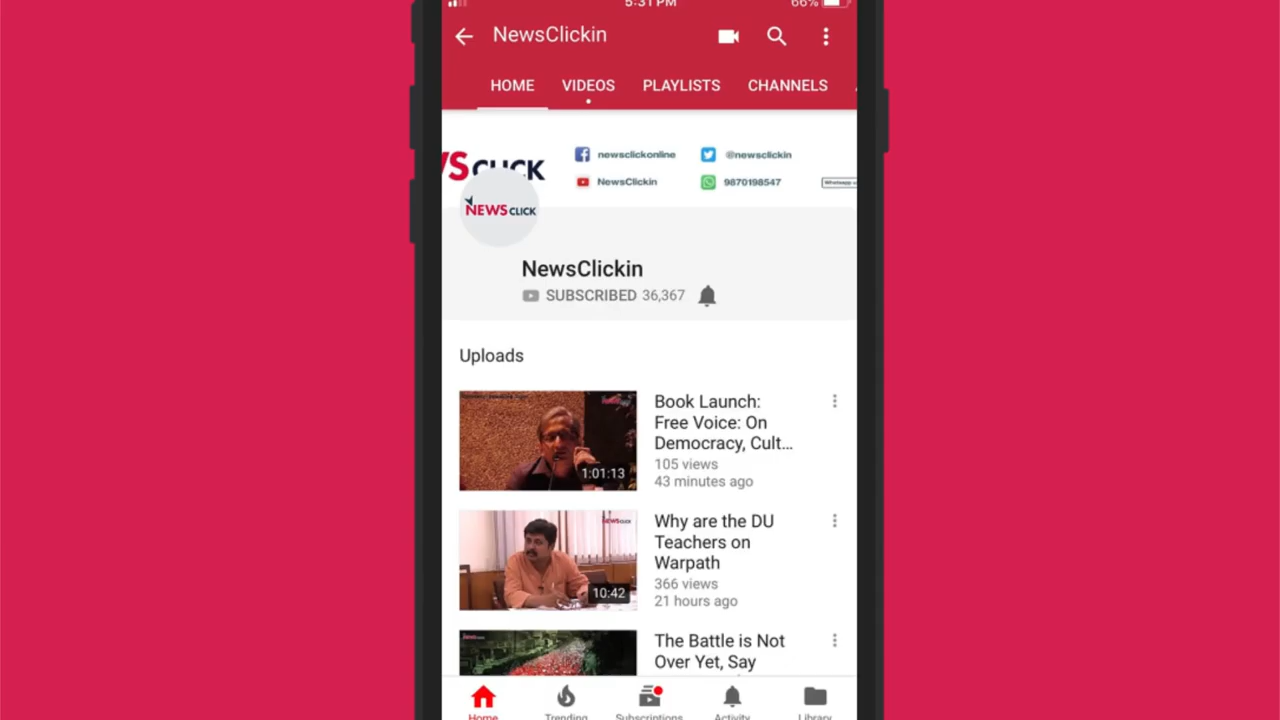 5:31 PM
66%
NewsClickin
HOME VIDEOS PLAYLISTS CHANNELS
CLICK
newsclickonline
@newsclickin
NewsClickin
9870198547
NEWS CLICK
NewsClickin
SUBSCRIBED 36,367
Uploads
Book Launch:
Free Voice: On
Democracy, Cult...
105 views
43 minutes ago
1:01:13
Why are the DU
Teachers on
Warpath
366 views
21 hours ago
NEWSCLICK
10:42
The Battle is Not
Over Yet, Say
Home Trending Subscriptions Activity Library